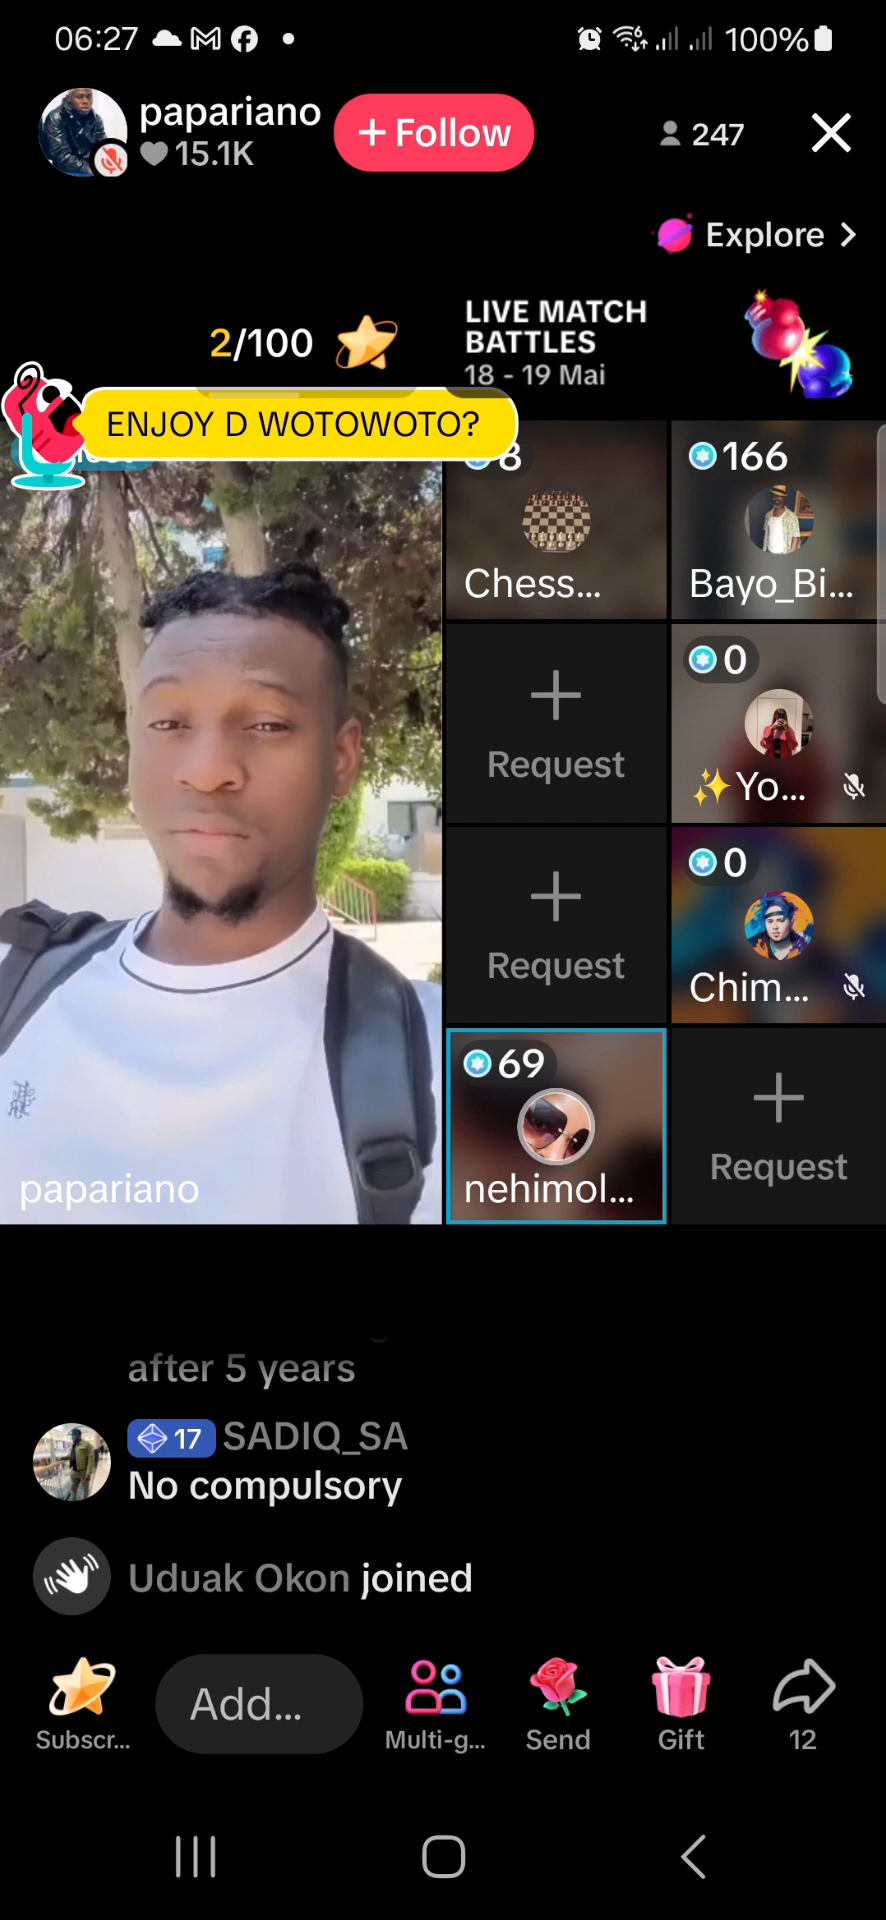 06:27
100%
papariano
15.1K
+ Follow
247
Explore >
2/100
LIVE MATCH
BATTLES
18 - 19 Mai
ENJOY D WOTOWOTO?
8
166
Chess...
Bayo_Bi...
Request
0
✨Yo...
Request
0
Chim...
69
nehimol...
Request
papariano
after 5 years
17 SADIQ_SA
No compulsory
Uduak Okon joined
Subscr...
Add...
Multi-g...
Send
Gift
12